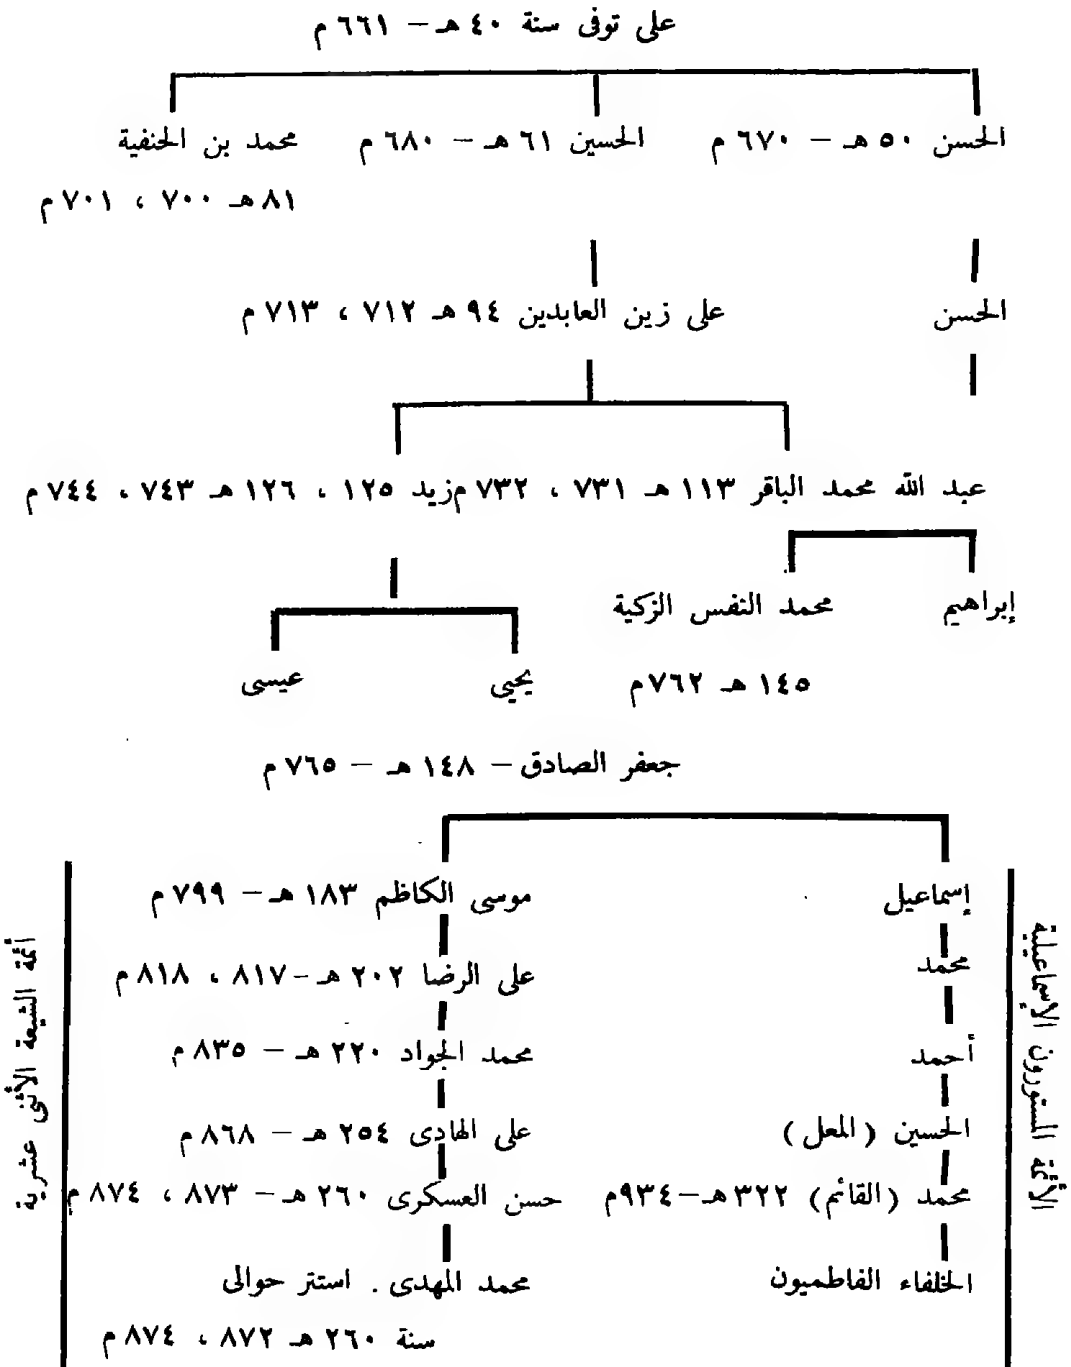 على توفى سنة ٤٠ هـ – ٦٦١ م
الحسن ٥٠ هـ – ٦٧٠ م الحسين ٦١ هـ – ٦٨٠ م محمد بن الحنفية
٨١ هـ ٧٠٠ ، ٧٠١ م
الحسن على زين العابدين ٩٤ هـ ٧١٢ ، ٧١٣ م
عبد الله محمد الباقر ١١٣ هـ ٧٣١ ، ٧٣٢ م زيد ١٢٥ ، ١٢٦ هـ ٧٤٣ ، ٧٤٤ م
إبراهيم محمد النفس الزكية
١٤٥ هـ ٧٦٢ م يحيى عيسى
جعفر الصادق – ١٤٨ هـ – ٧٦٥ م
الأئمة المستورون الإسماعيلية
إسماعيل موسى الكاظم ١٨٣ هـ – ٧٩٩ م
محمد على الرضا ٢٠٢ هـ – ٨١٧ ، ٨١٨ م
أحمد محمد الجواد ٢٢٠ هـ – ٨٣٥ م
الحسين ( المعل ) على الهادى ٢٥٤ هـ – ٨٦٨ م
محمد (القائم) ٣٢٢ هـ – ٩٣٤ م حسن العسكرى ٢٦٠ هـ – ٨٧٣ ، ٨٧٤ م
الخلفاء الفاطميون محمد المهدى . استتر حوالى
سنة ٢٦٠ هـ ٨٧٢ ، ٨٧٤ م
أئمة الشيعة الأثنى عشرية